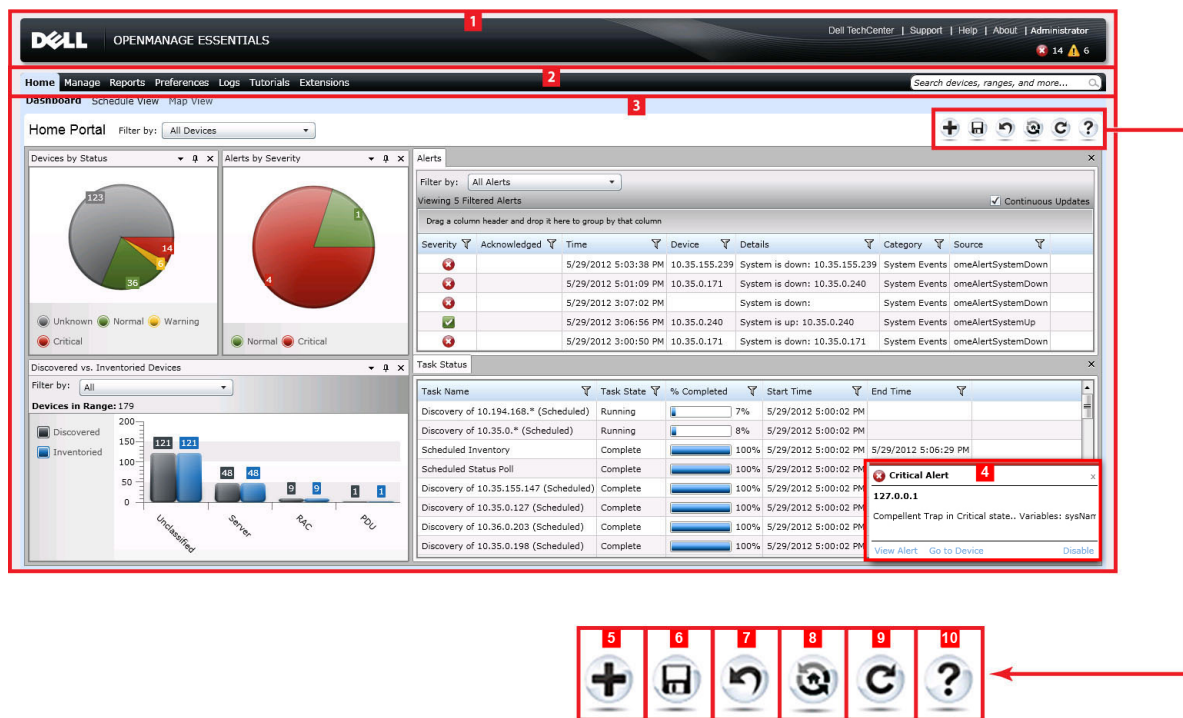 1
DELL OPENMANAGE ESSENTIALS
Dell TechCenter | Support | Help | About | Administrator
14 6
Home Manage Reports Preferences Logs Tutorials Extensions
2
Search devices, ranges, and more...
Dashboard Schedule View Map View
3
Home Portal Filter by: All Devices
Devices by Status
123
14
6
36
Unknown Normal Warning
Critical
Alerts by Severity
1
4
Normal Critical
Alerts
Filter by: All Alerts
Viewing 5 Filtered Alerts
Continuous Updates
Drag a column header and drop it here to group by that column
Severity Acknowledged Time Device Details Category Source
5/29/2012 5:03:38 PM 10.35.155.239 System is down: 10.35.155.239 System Events omeAlertSystemDown
5/29/2012 5:01:09 PM 10.35.0.171 System is down: 10.35.0.240 System Events omeAlertSystemDown
5/29/2012 3:07:02 PM System is down: System Events omeAlertSystemDown
5/29/2012 3:06:56 PM 10.35.0.240 System is up: 10.35.0.240 System Events omeAlertSystemUp
5/29/2012 3:00:50 PM 10.35.0.171 System is down: 10.35.0.171 System Events omeAlertSystemDown
Discovered vs. Inventoried Devices
Filter by: All
Devices in Range: 179
Discovered
Inventoried
200
150
100
50
0
121 121
48 48
9 9
1 1
Unclassified
Server
RAC
PDU
Task Status
Task Name Task State % Completed Start Time End Time
Discovery of 10.194.168.* (Scheduled) Running 7% 5/29/2012 5:00:02 PM
Discovery of 10.35.0.* (Scheduled) Running 8% 5/29/2012 5:00:02 PM
Scheduled Inventory Complete 100% 5/29/2012 5:00:02 PM 5/29/2012 5:06:29 PM
Scheduled Status Poll Complete 100% 5/29/2012 5:00:02 PM
Discovery of 10.35.155.147 (Scheduled) Complete 100% 5/29/2012 5:00:02 PM
Discovery of 10.35.0.127 (Scheduled) Complete 100% 5/29/2012 5:00:02 PM
Discovery of 10.36.0.203 (Scheduled) Complete 100% 5/29/2012 5:00:02 PM
Discovery of 10.35.0.198 (Scheduled) Complete 100% 5/29/2012 5:00:02 PM
Critical Alert
4
x
127.0.0.1
Compellent Trap in Critical state.. Variables: sysNam
View Alert Go to Device Disable
5 6 7 8 9 10